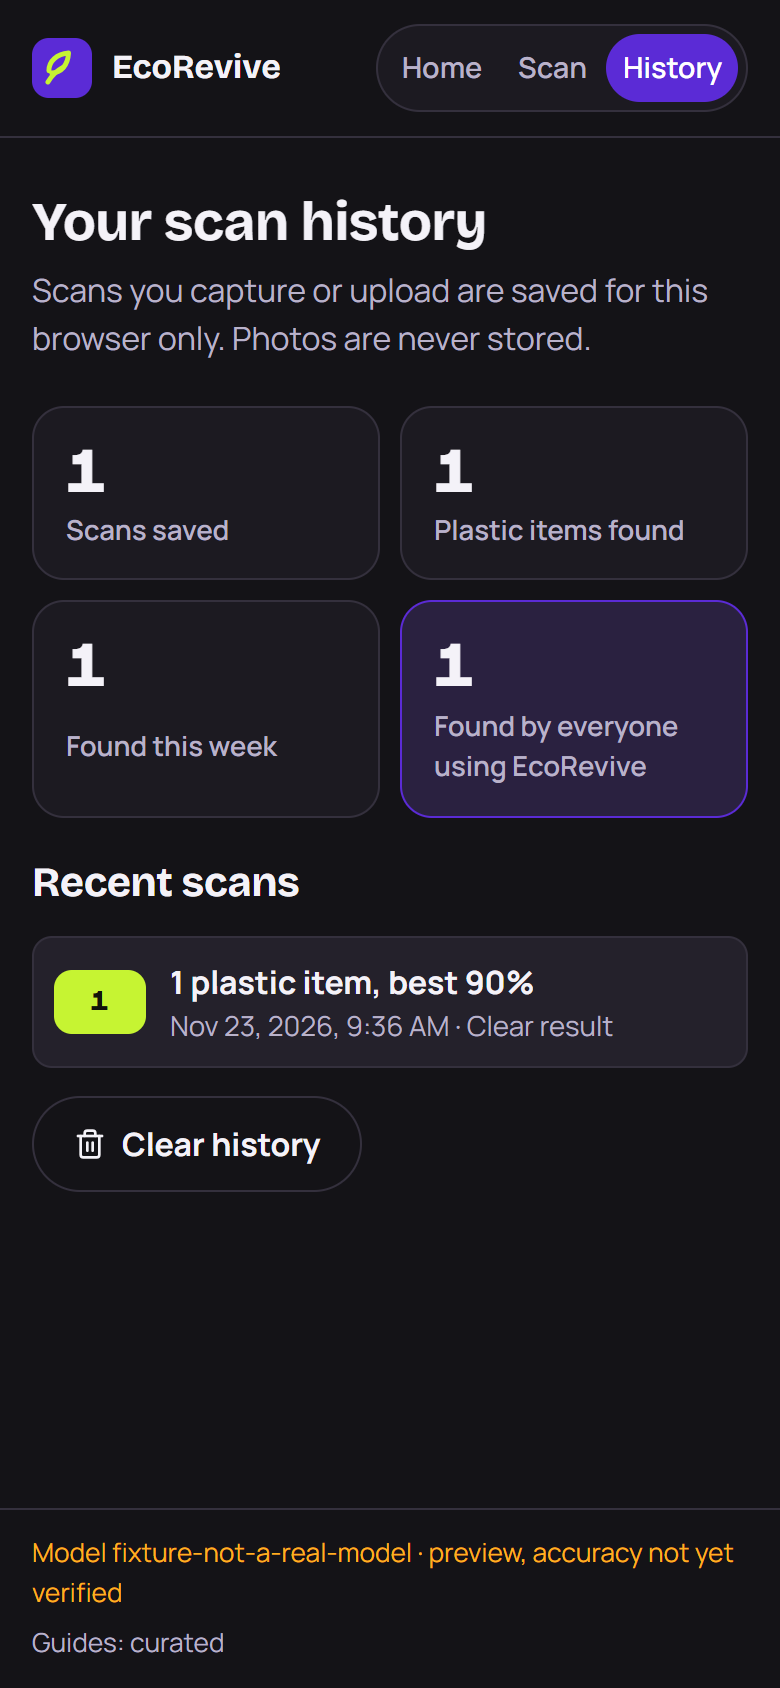 EcoRevive
Home Scan History
Your scan history
Scans you capture or upload are saved for this
browser only. Photos are never stored.
1
Scans saved
1
Plastic items found
1
Found this week
1
Found by everyone
using EcoRevive
Recent scans
1
1 plastic item, best 90%
Nov 23, 2026, 9:36 AM · Clear result
Clear history
Model fixture-not-a-real-model · preview, accuracy not yet
verified
Guides: curated